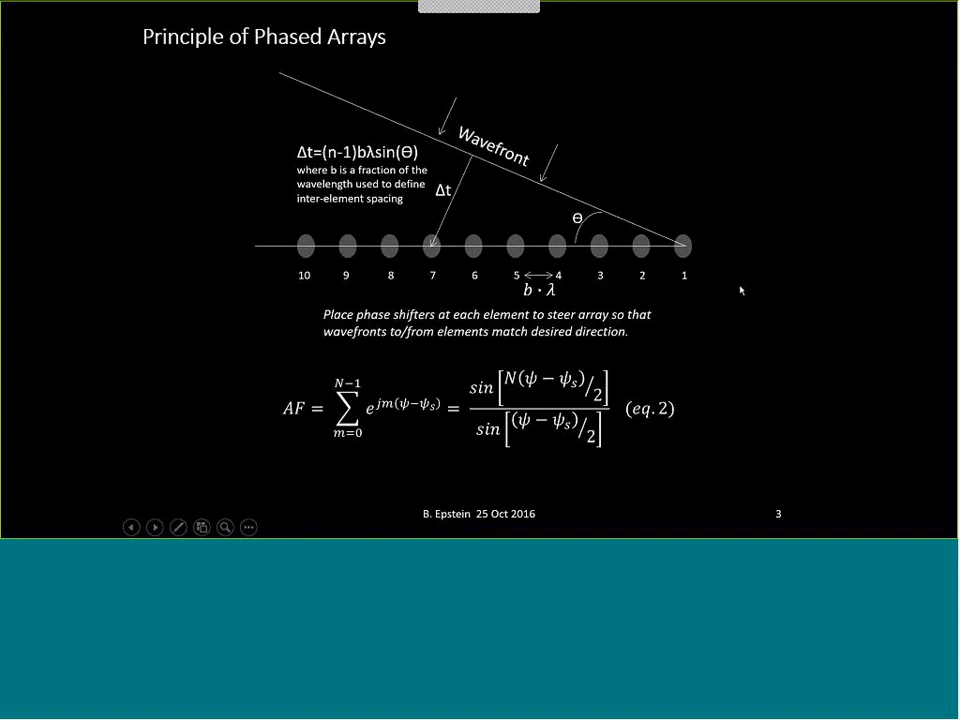 Principle of Phased Arrays
Wavefront
Δt=(n-1)bλsin(Ө)
where b is a fraction of the
wavelength used to define
inter-element spacing
Δt
Ө
10 9 8 7 6 5 4 3 2 1
b · λ
Place phase shifters at each element to steer array so that
wavefronts to/from elements match desired direction.
AF = ∑_{m=0}^{N−1} e^{jm(ψ−ψ_s)} = sin[N(ψ − ψ_s)/2] / sin[(ψ − ψ_s)/2] (eq. 2)
B. Epstein 25 Oct 2016
3